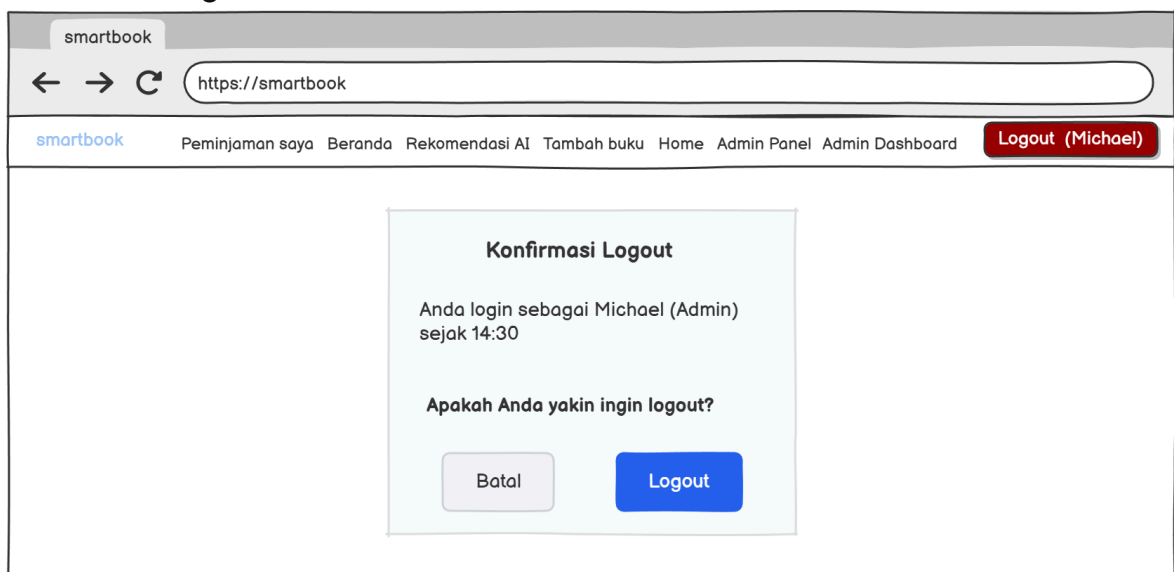 smartbook
https://smartbook
smartbook Peminjaman saya Beranda Rekomendasi AI Tambah buku Home Admin Panel Admin Dashboard Logout (Michael)
Konfirmasi Logout
Anda login sebagai Michael (Admin)
sejak 14:30
Apakah Anda yakin ingin logout?
Batal Logout